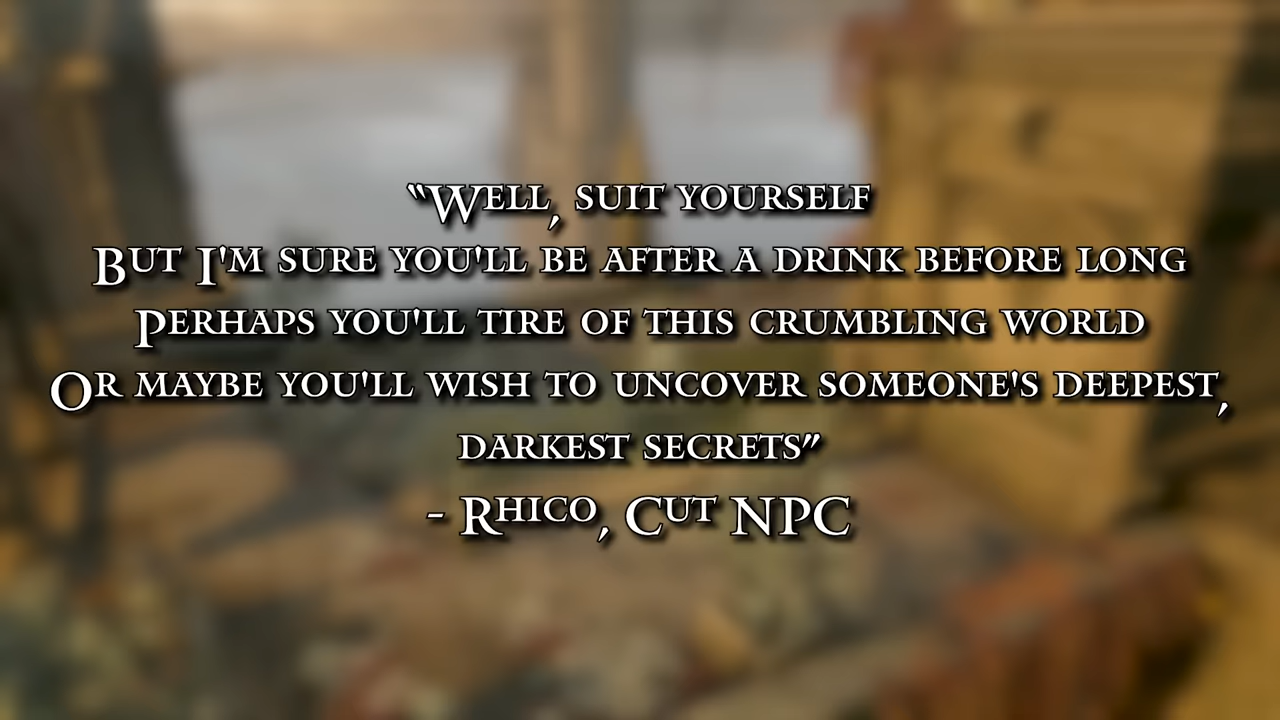 “Well, suit yourself
But I'm sure you'll be after a drink before long
Perhaps you'll tire of this crumbling world
Or maybe you'll wish to uncover someone's deepest,
darkest secrets”
- Rhico, Cut NPC